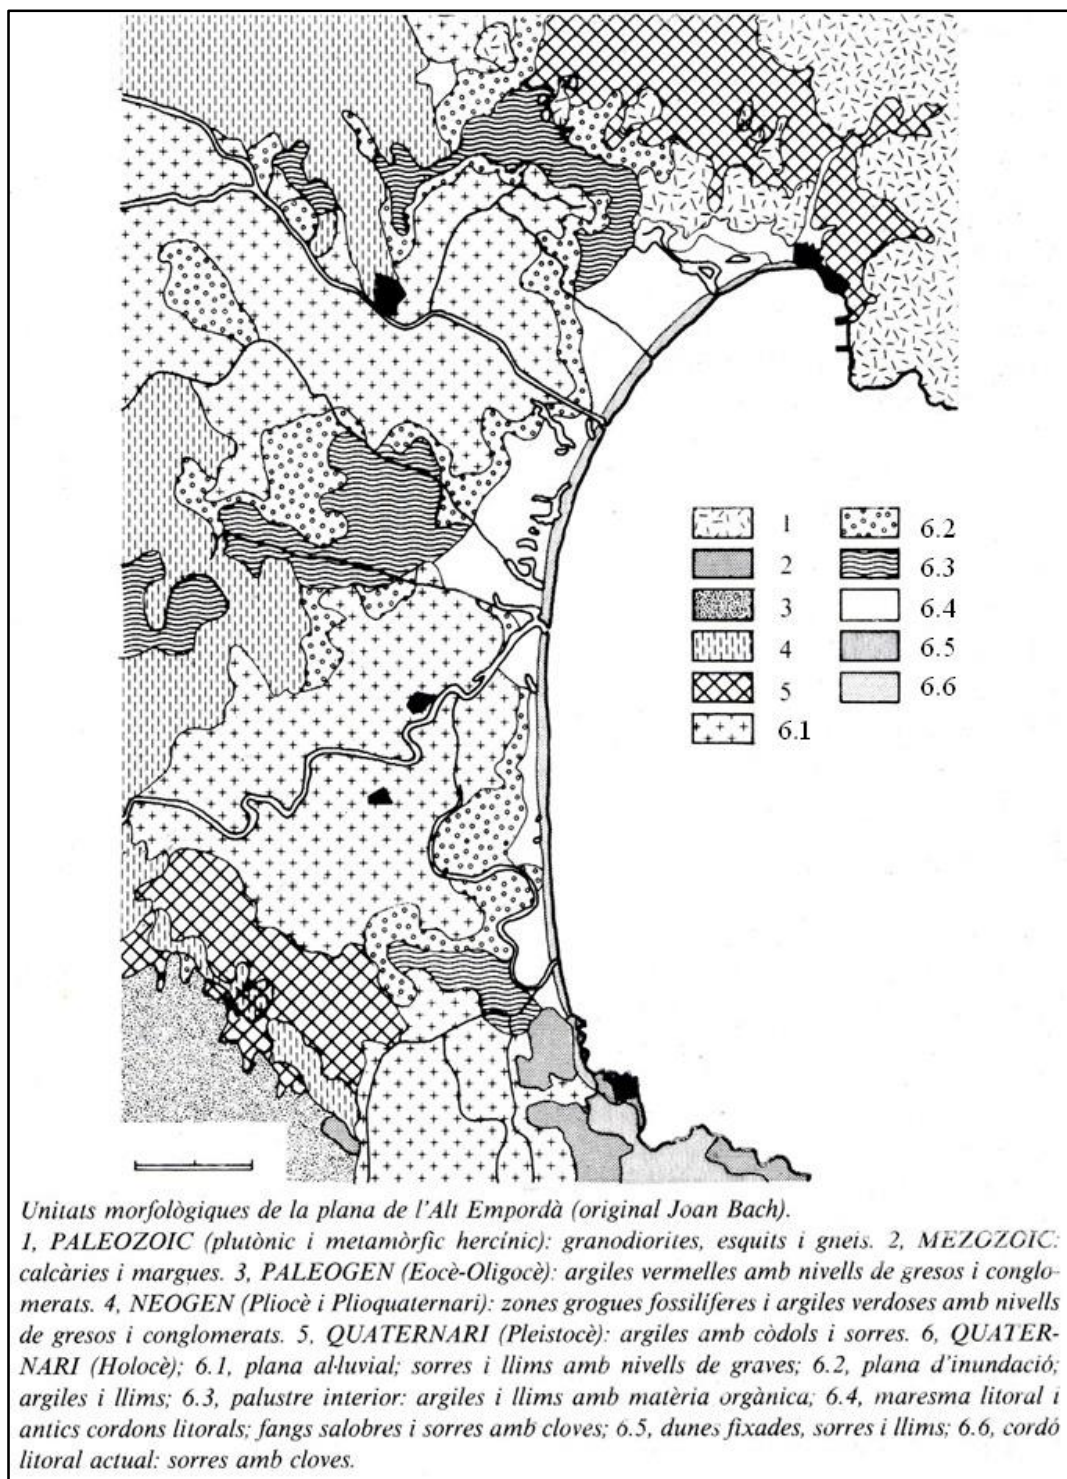 1
2
3
4
5
6.1
6.2
6.3
6.4
6.5
6.6
Unitats morfològiques de la plana de l'Alt Empordà (original Joan Bach).
1, PALEOZOIC (plutònic i metamòrfic hercínic): granodiorites, esquits i gneis. 2, MEZOZOIC:
calcàries i margues. 3, PALEOGEN (Eocè-Oligocè): argiles vermelles amb nivells de gresos i conglo-
merats. 4, NEOGEN (Pliocè i Plioquaternari): zones grogues fossilíferes i argiles verdoses amb nivells
de gresos i conglomerats. 5, QUATERNARI (Pleistocè): argiles amb còdols i sorres. 6, QUATER-
NARI (Holocè); 6.1, plana al·luvial; sorres i llims amb nivells de graves; 6.2, plana d'inundació;
argiles i llims; 6.3, palustre interior: argiles i llims amb matèria orgànica; 6.4, maresma litoral i
antics cordons litorals; fangs salobres i sorres amb cloves; 6.5, dunes fixades, sorres i llims; 6.6, cordó
litoral actual: sorres amb cloves.